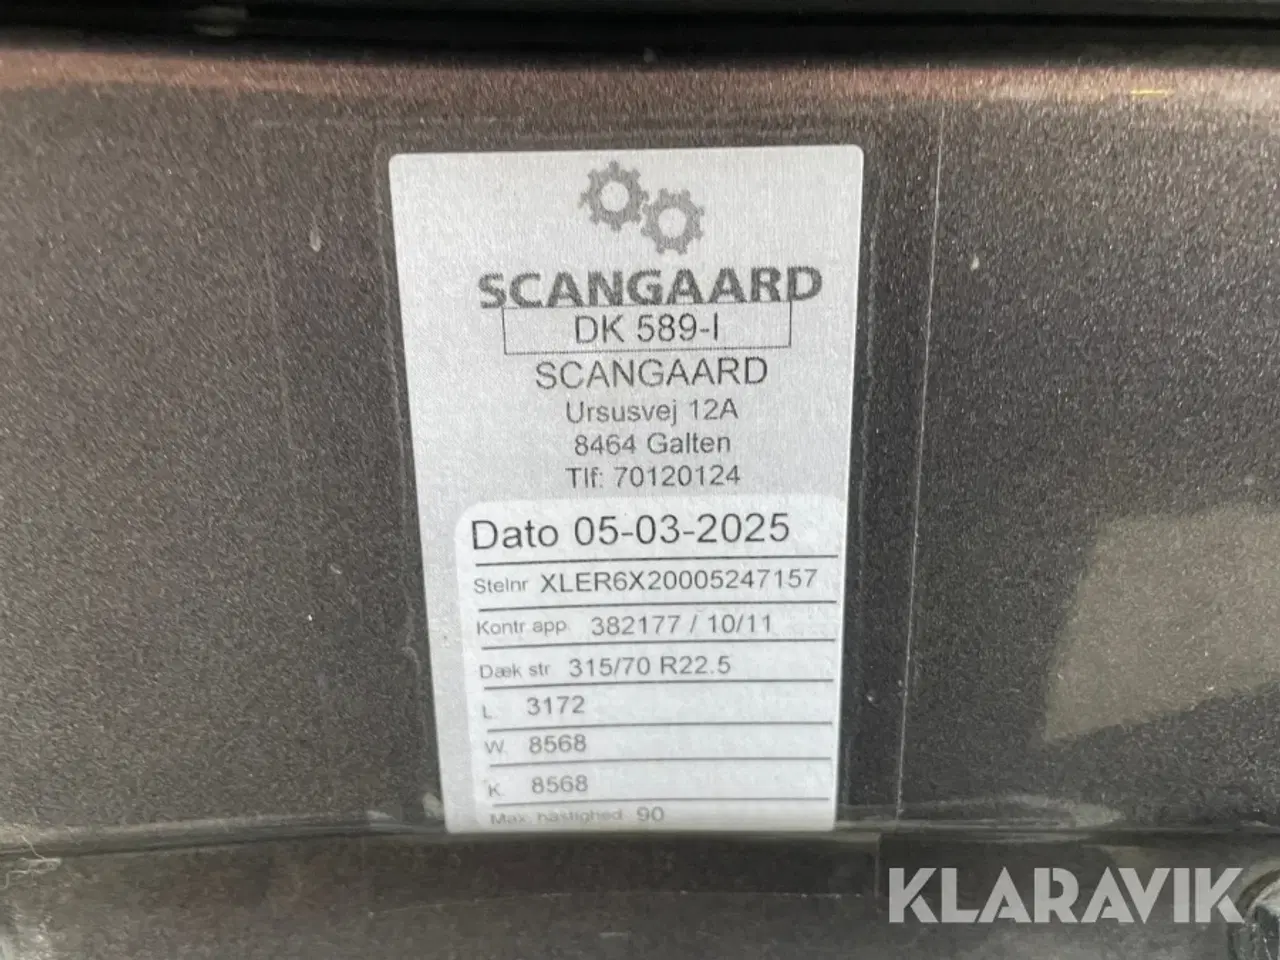 SCANGAARD
DK 589-I
SCANGAARD
Ursusvej 12A
8464 Galten
Tlf: 70120124
Dato 05-03-2025
Stelnr XLER6X20005247157
Kontr app. 382177 / 10/11
Dæk str 315/70 R22.5
L 3172
W. 8568
K. 8568
Max. hastighed 90
KLARAVIK